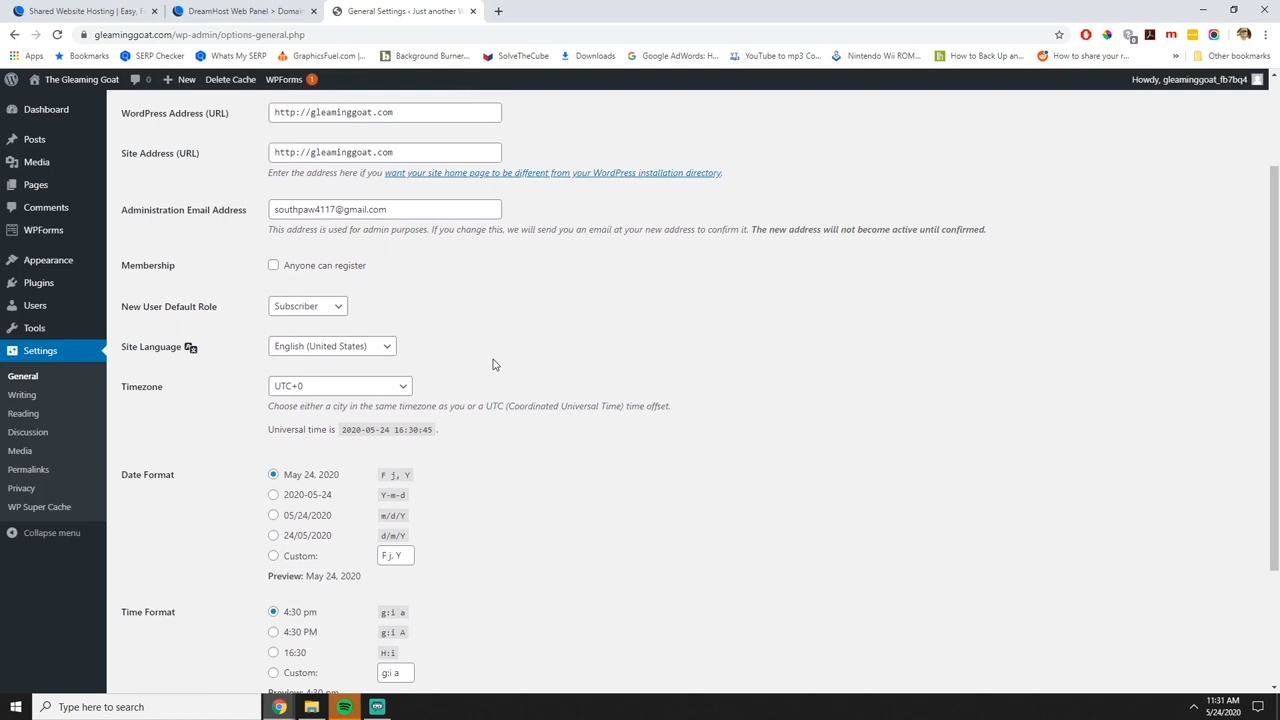 Shared Website Hosting | Easy, F
DreamHost Web Panel > Domain
General Settings ‹ Just another W
gleaminggoat.com/wp-admin/options-general.php
Apps
Bookmarks
SERP Checker
Whats My SERP
GraphicsFuel.com |...
Background Burner...
SolveTheCube
Downloads
Google AdWords: K...
YouTube to mp3 Co...
Nintendo Wii ROM...
How to Back Up an...
How to share your r...
»
Other bookmarks
The Gleaming Goat
0
+ New
Delete Cache
WPForms 1
Howdy, gleaminggoat_fb7bq4
Dashboard
Posts
Media
Pages
Comments
WPForms
Appearance
Plugins
Users
Tools
Settings
General
Writing
Reading
Discussion
Media
Permalinks
Privacy
WP Super Cache
Collapse menu
WordPress Address (URL)
http://gleaminggoat.com
Site Address (URL)
http://gleaminggoat.com
Enter the address here if you want your site home page to be different from your WordPress installation directory.
Administration Email Address
southpaw4117@gmail.com
This address is used for admin purposes. If you change this, we will send you an email at your new address to confirm it. The new address will not become active until confirmed.
Membership
Anyone can register
New User Default Role
Subscriber
Site Language
English (United States)
Timezone
UTC+0
Choose either a city in the same timezone as you or a UTC (Coordinated Universal Time) time offset.
Universal time is 2020-05-24 16:30:45.
Date Format
May 24, 2020 F j, Y
2020-05-24 Y-m-d
05/24/2020 m/d/Y
24/05/2020 d/m/Y
Custom: F j, Y
Preview: May 24, 2020
Time Format
4:30 pm g:i a
4:30 PM g:i A
16:30 H:i
Custom: g:i a
Preview: 4:30 pm
Type here to search
11:31 AM
5/24/2020